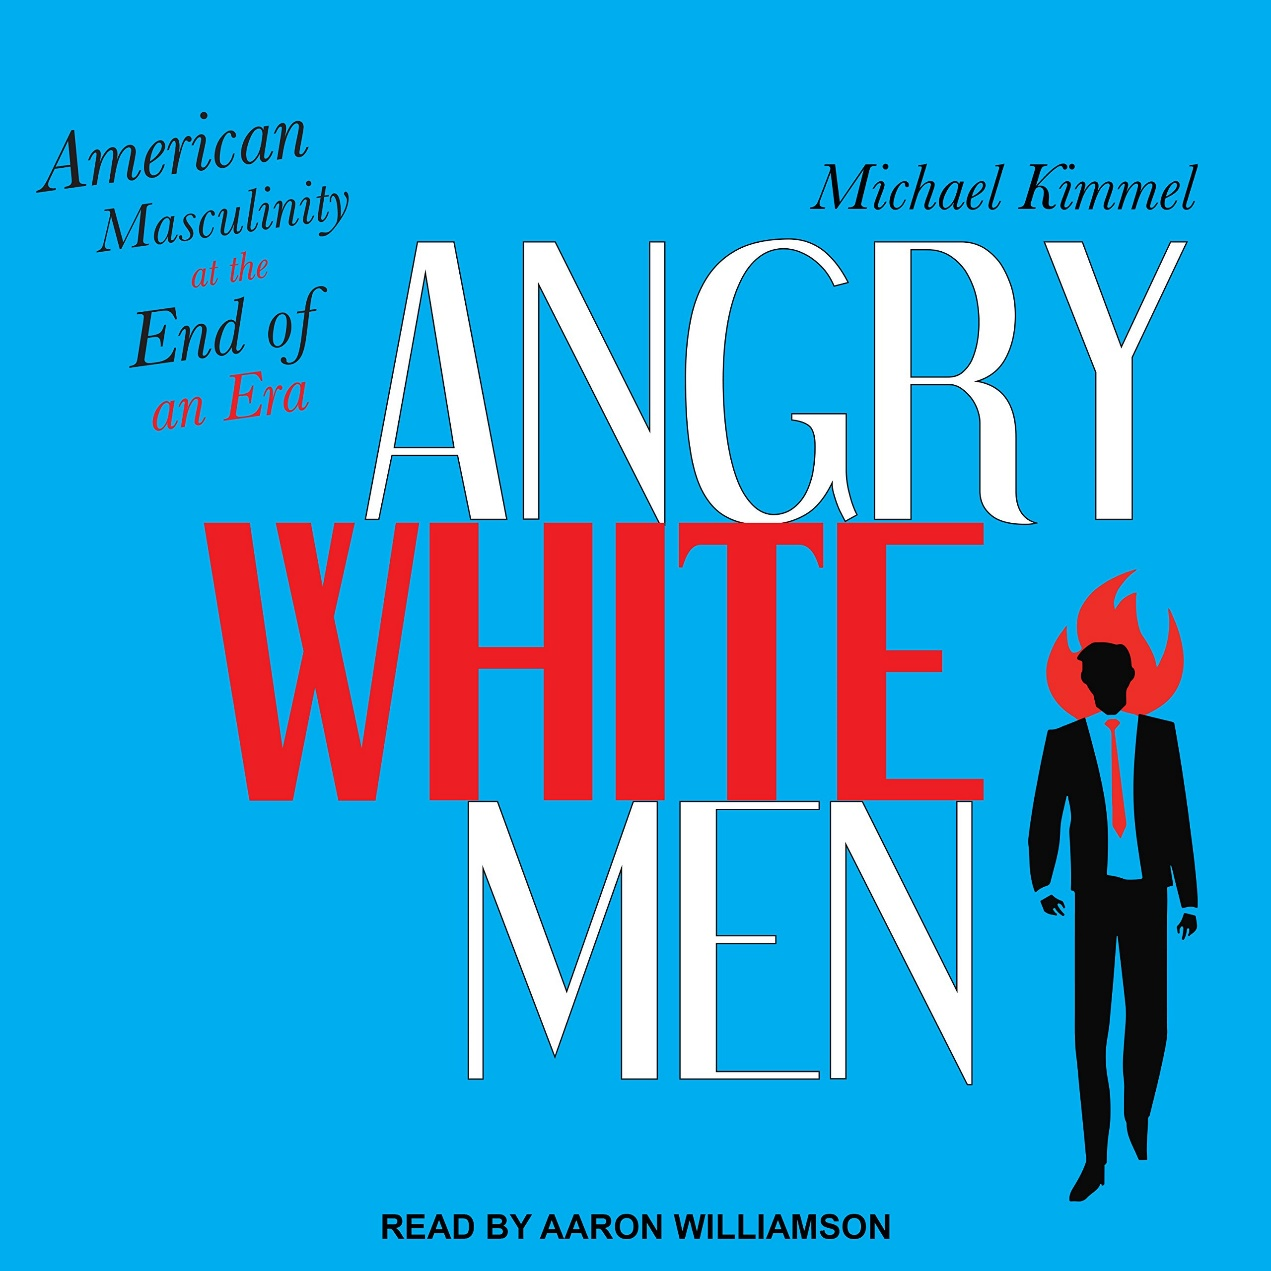 American
Masculinity
at the
End of
an Era
Michael Kimmel
ANGRY
WHITE
MEN
READ BY AARON WILLIAMSON